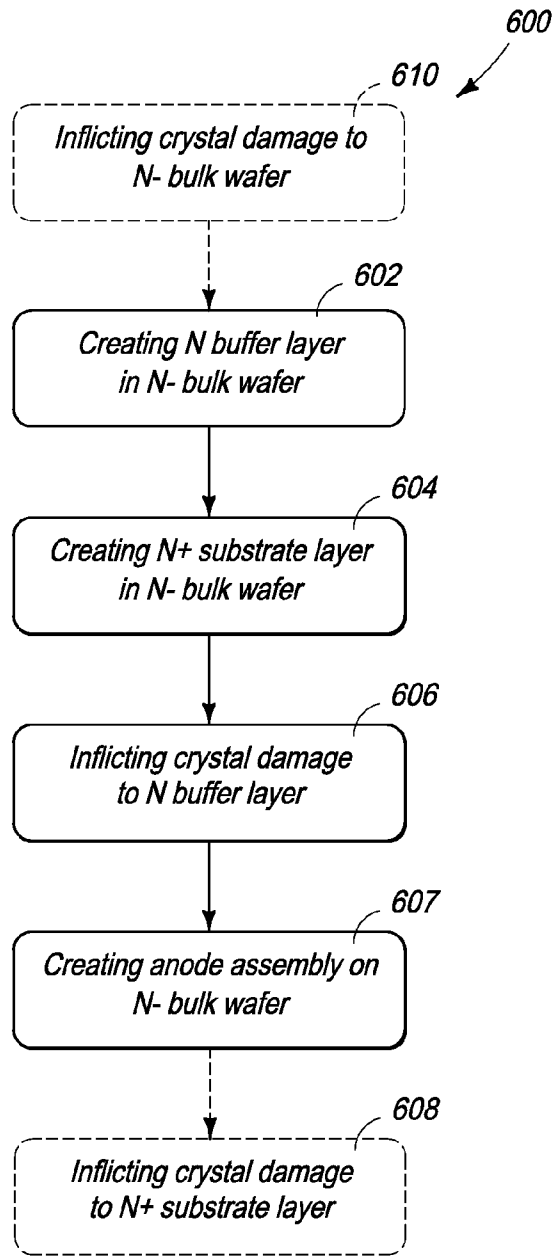 600
610
Inflicting crystal damage to
N- bulk wafer
602
Creating N buffer layer
in N- bulk wafer
604
Creating N+ substrate layer
in N- bulk wafer
606
Inflicting crystal damage
to N buffer layer
607
Creating anode assembly on
N- bulk wafer
608
Inflicting crystal damage
to N+ substrate layer